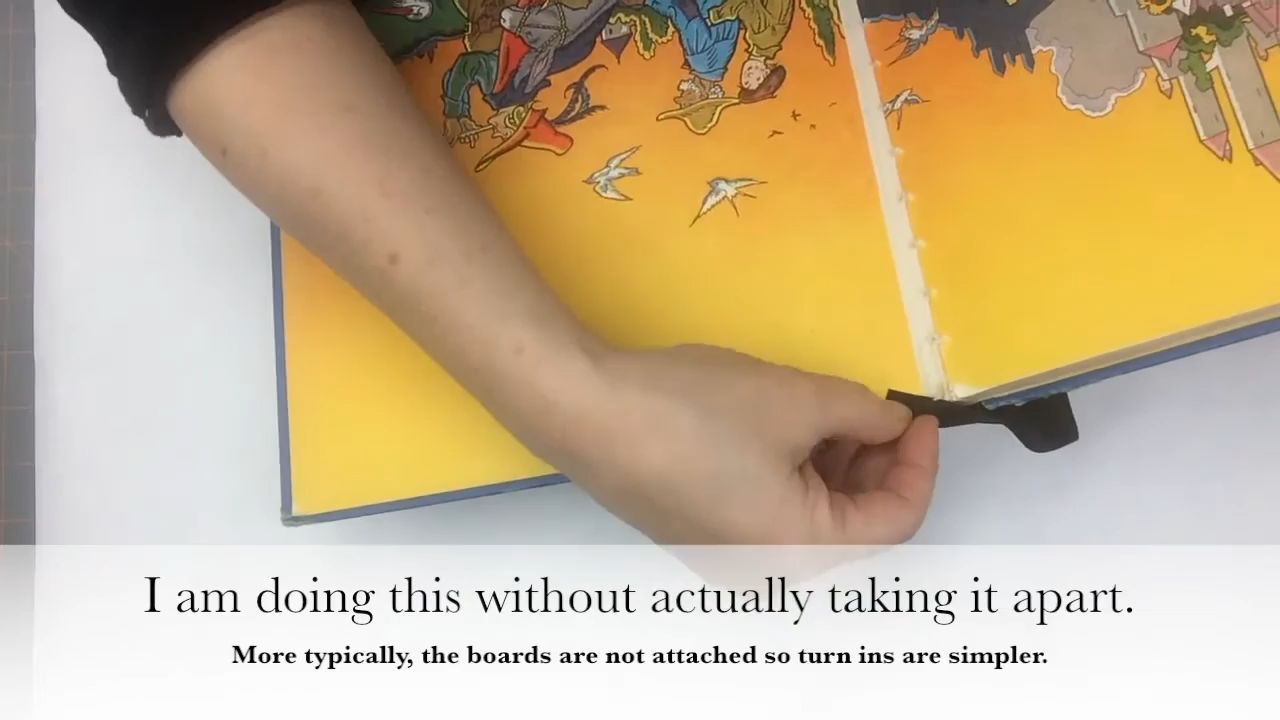 I am doing this without actually taking it apart.
More typically, the boards are not attached so turn ins are simpler.